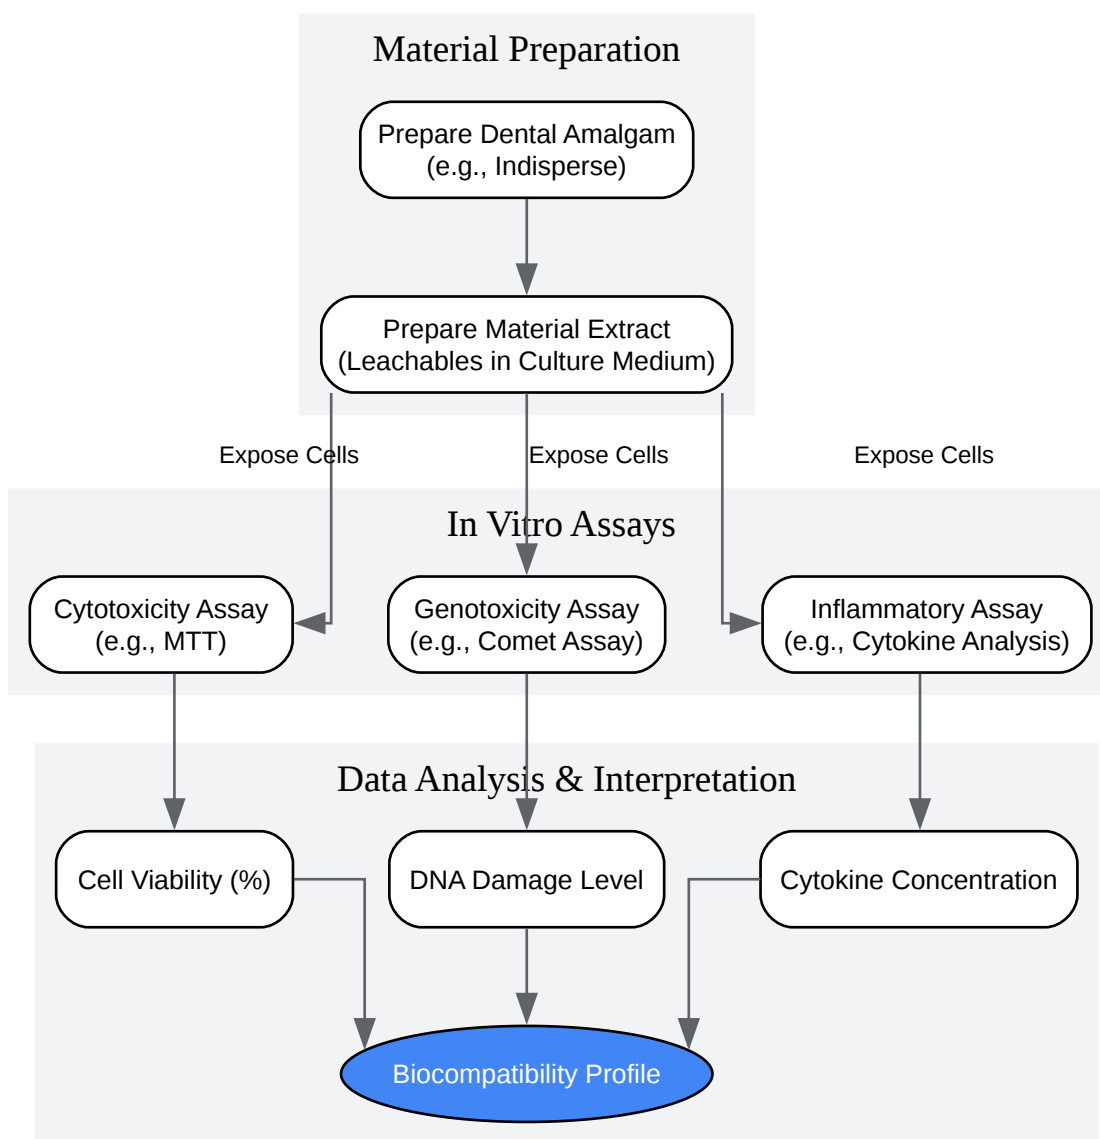 Material Preparation
Prepare Dental Amalgam
(e.g., Indisperse)
Prepare Material Extract
(Leachables in Culture Medium)
Expose Cells
Expose Cells
Expose Cells
In Vitro Assays
Cytotoxicity Assay
(e.g., MTT)
Genotoxicity Assay
(e.g., Comet Assay)
Inflammatory Assay
(e.g., Cytokine Analysis)
Data Analysis & Interpretation
Cell Viability (%)
DNA Damage Level
Cytokine Concentration
Biocompatibility Profile